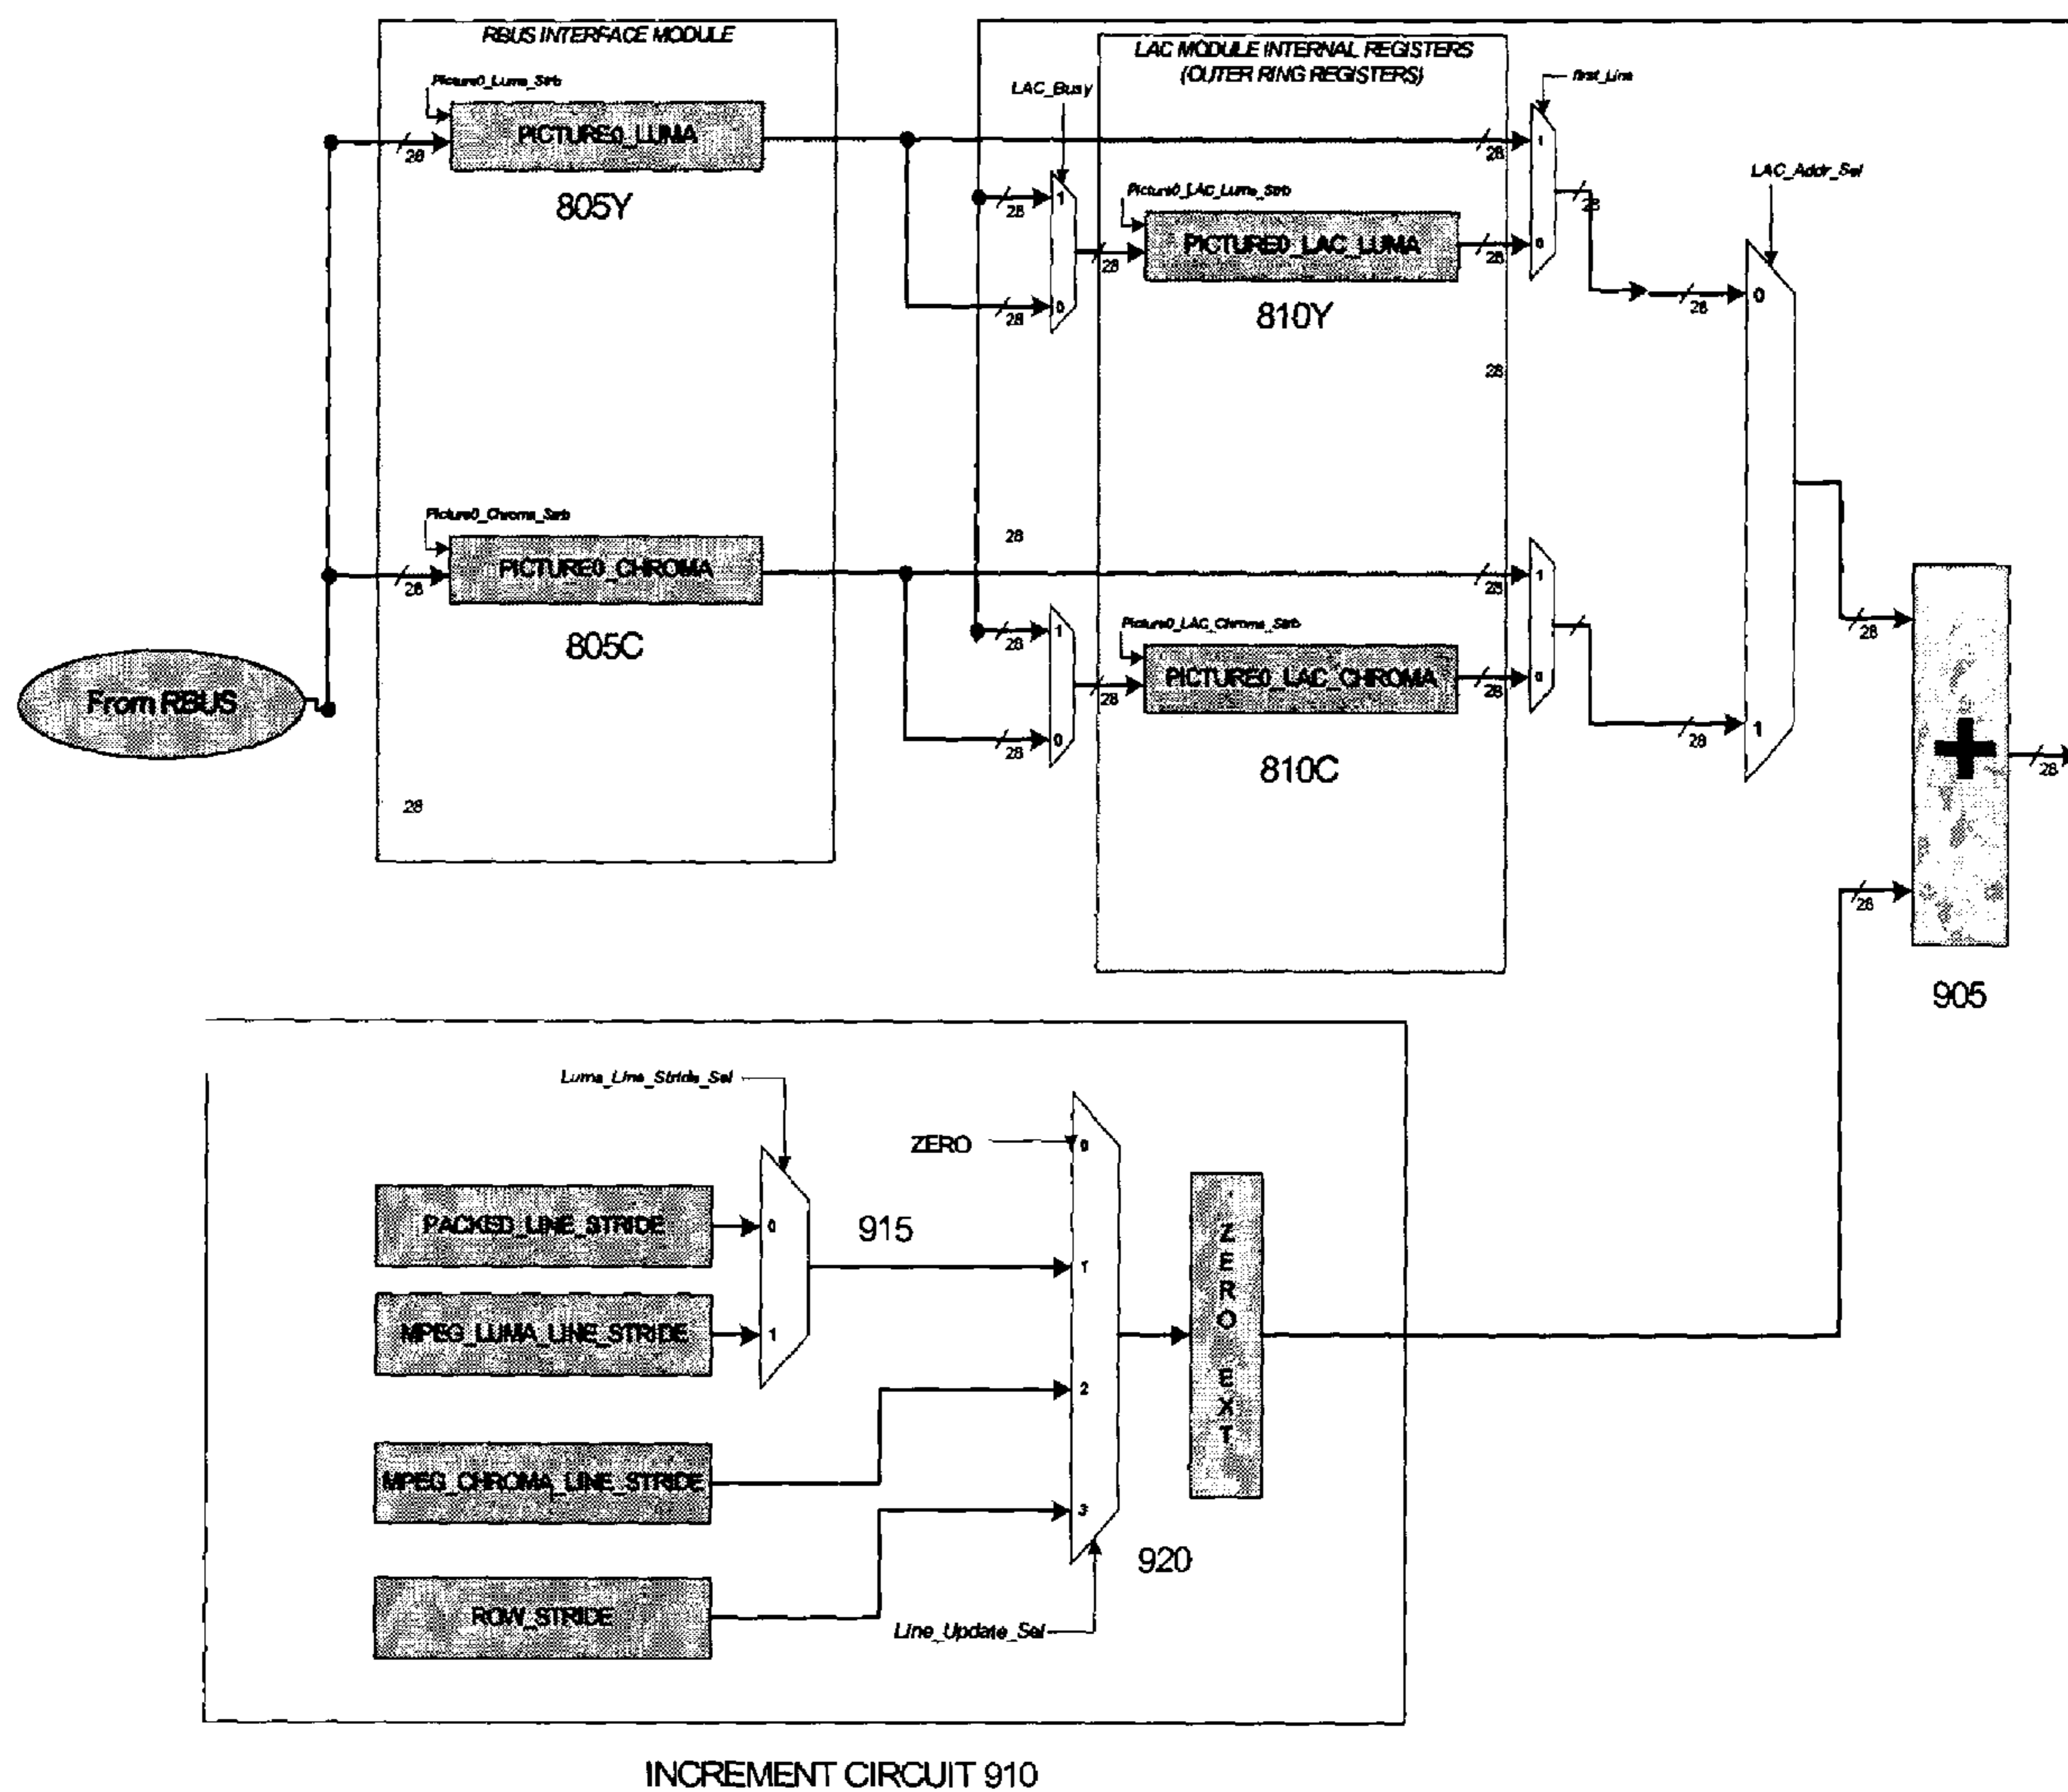 RBUS INTERFACE MODULE
LAC MODULE INTERNAL REGISTERS
(OUTER RING REGISTERS)
Picture0_Luma_Strb
PICTURE0_LUMA
28
805Y
LAC_Busy
first_Line
28
1
28
1
28
Picture0_LAC_Luma_Strb
PICTURE0_LAC_LUMA
28
28
0
28
0
28
810Y
LAC_Addr_Sel
28
0
28
Picture0_Chroma_Strb
PICTURE0_CHROMA
28
805C
28
28
1
28
1
Picture0_LAC_Chroma_Strb
PICTURE0_LAC_CHROMA
28
28
0
28
0
810C
28
1
From RBUS
28
28
+
28
28
905
Luma_Line_Stride_Sel
ZERO
0
PACKED_LINE_STRIDE
0
915
1
MPEG_LUMA_LINE_STRIDE
1
2
MPEG_CHROMA_LINE_STRIDE
3
ROW_STRIDE
920
Line_Update_Sel
ZERO EXT
INCREMENT CIRCUIT 910